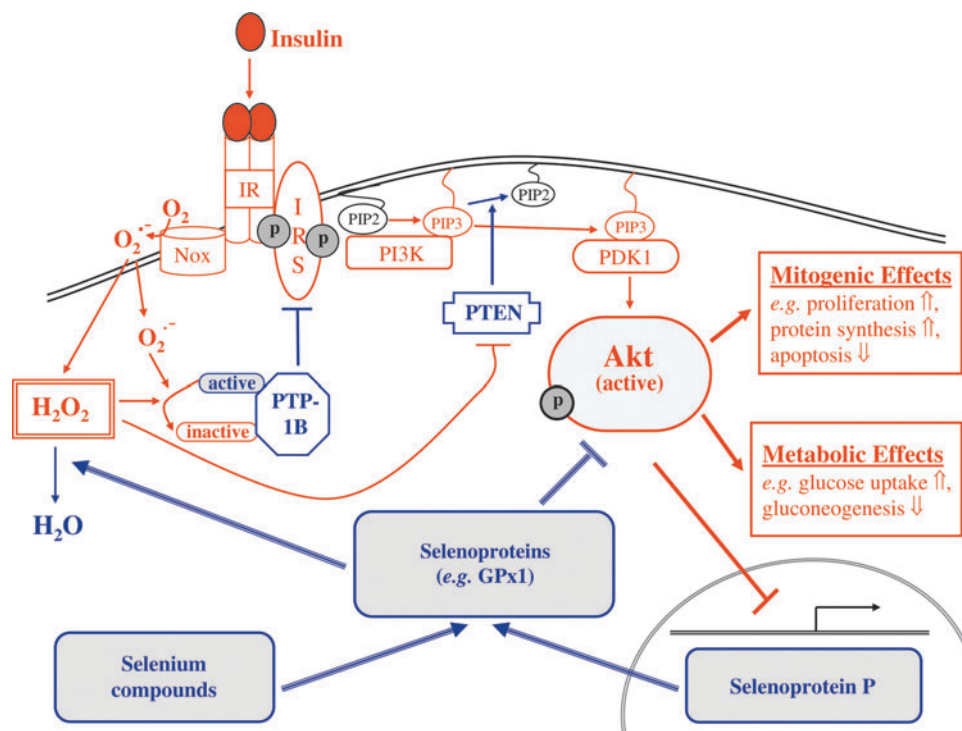 Insulin
IR
I
R
S
p
p
O₂
O₂·⁻
Nox
PIP2
PIP3
PIP2
PI3K
PIP3
PDK1
PTEN
O₂·⁻
H₂O₂
active
inactive
PTP-
1B
H₂O
Akt
(active)
p
Mitogenic Effects
e.g. proliferation ⇑,
protein synthesis ⇑,
apoptosis ⇓
Metabolic Effects
e.g. glucose uptake ⇑,
gluconeogenesis ⇓
Selenoproteins
(e.g. GPx1)
Selenium
compounds
Selenoprotein P